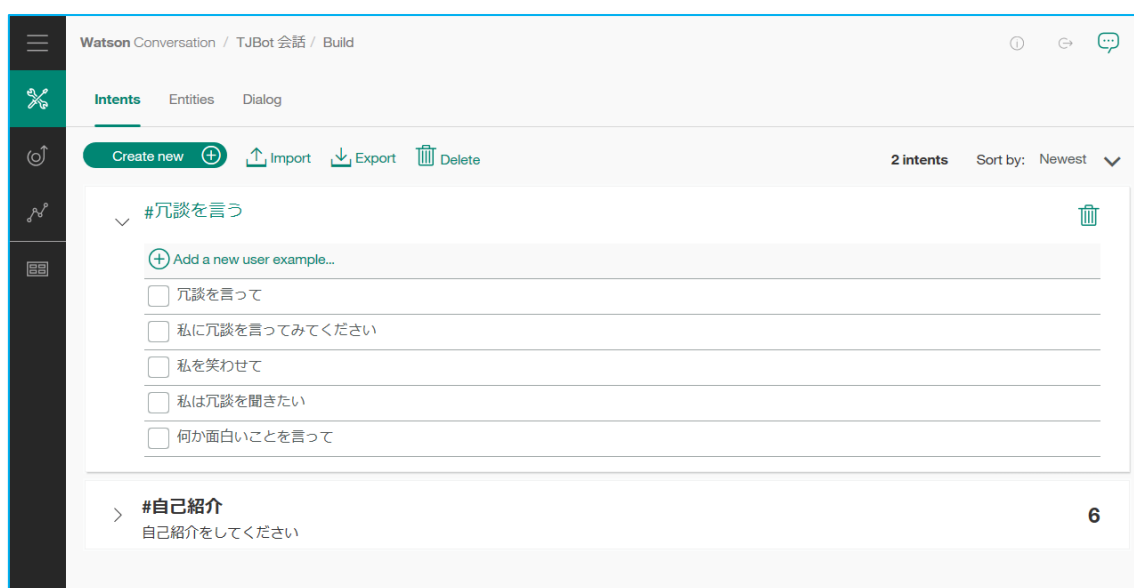 Watson Conversation / TJBot 会話 / Build
Intents Entities Dialog
Create new Import Export Delete 2 intents Sort by: Newest
#冗談を言う
Add a new user example...
冗談を言って
私に冗談を言ってみてください
私を笑わせて
私は冗談を聞きたい
何か面白いことを言って
#自己紹介
自己紹介をしてください
6